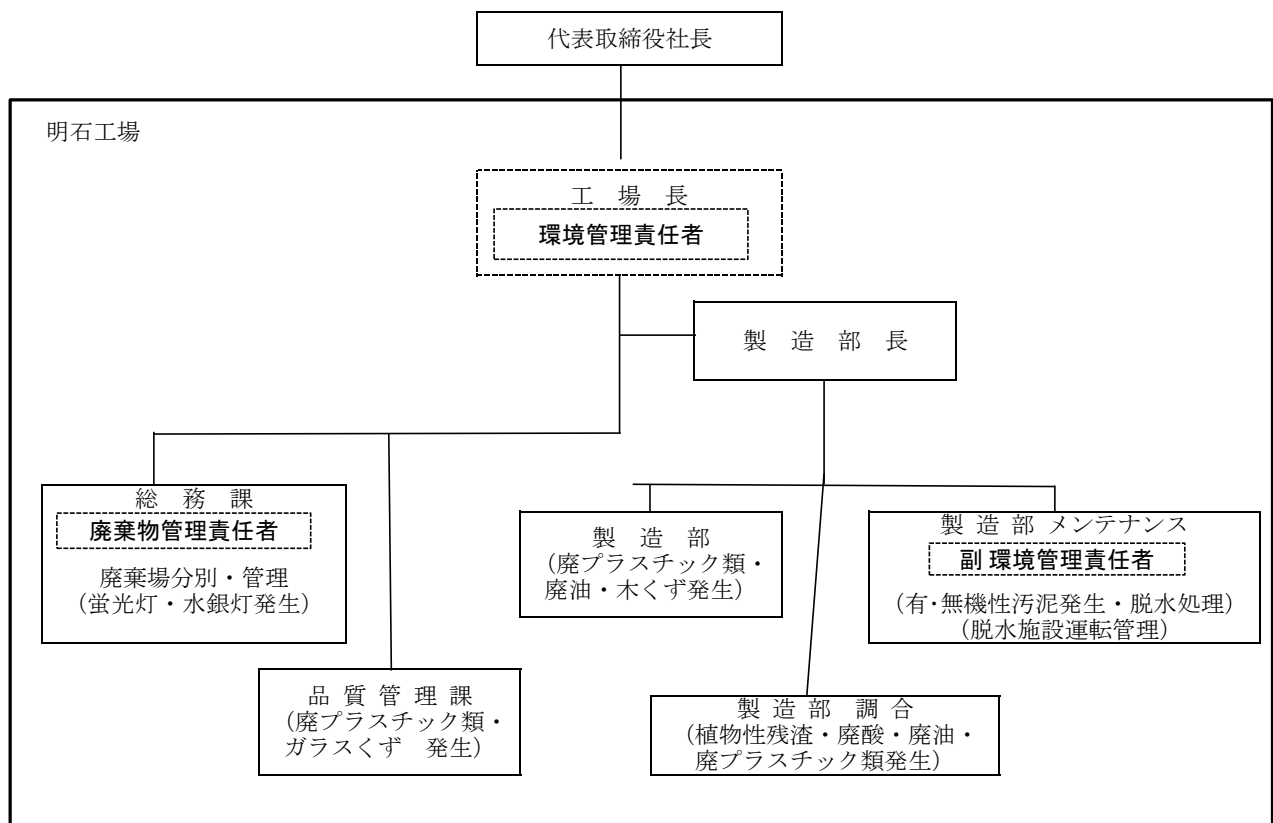 代表取締役社長
明石工場
工 場 長
環境管理責任者
製 造 部 長
総 務 課
廃棄物管理責任者
廃棄場分別・管理
(蛍光灯・水銀灯発生)
製 造 部
(廃プラスチック類・
廃油・木くず発生)
製 造 部 メンテナンス
副 環境管理責任者
(有・無機性汚泥発生・脱水処理)
(脱水施設運転管理)
品 質 管 理 課
(廃プラスチック類・
ガラスくず 発生)
製 造 部 調 合
(植物性残渣・廃酸・廃油・
廃プラスチック類発生)